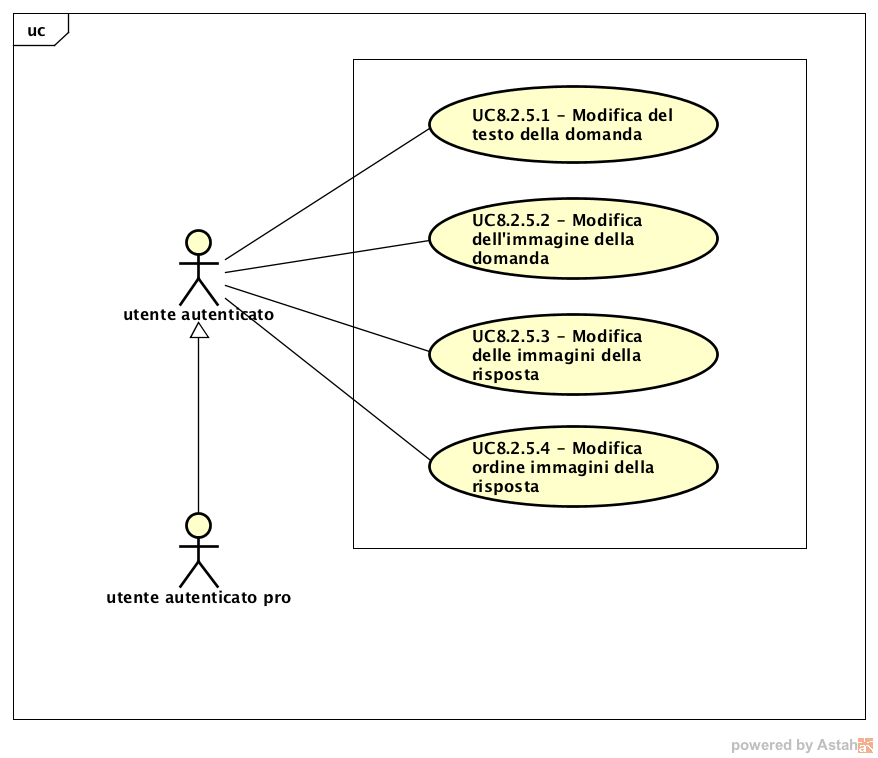 uc
UC8.2.5.1 - Modifica del
testo della domanda
UC8.2.5.2 - Modifica
dell'immagine della
domanda
utente autenticato
UC8.2.5.3 - Modifica
delle immagini della
risposta
UC8.2.5.4 - Modifica
ordine immagini della
risposta
utente autenticato pro
powered by Astah